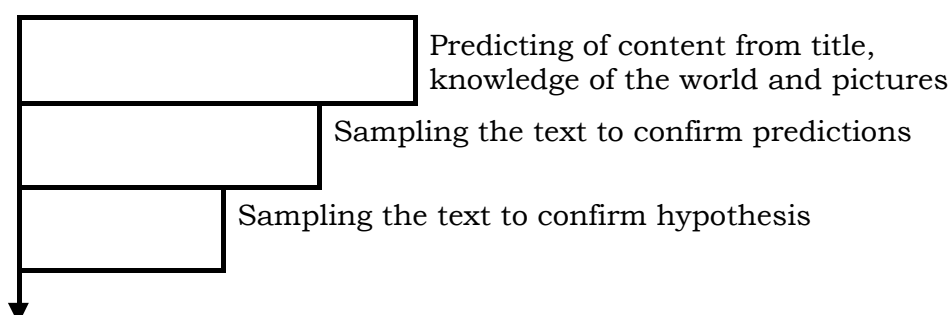 Predicting of content from title,
knowledge of the world and pictures
Sampling the text to confirm predictions
Sampling the text to confirm hypothesis